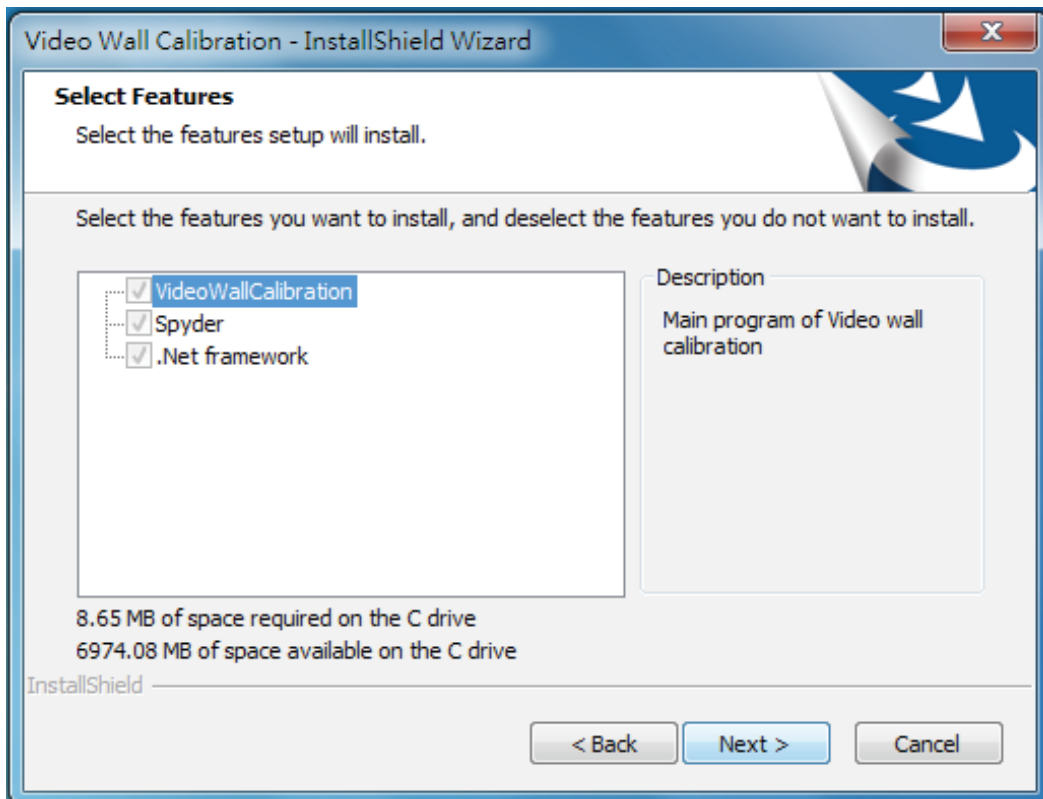 Video Wall Calibration - InstallShield Wizard
Select Features
Select the features setup will install.
Select the features you want to install, and deselect the features you do not want to install.
VideoWallCalibration
Spyder
.Net framework
Description
Main program of Video wall
calibration
8.65 MB of space required on the C drive
6974.08 MB of space available on the C drive
InstallShield
< Back
Next >
Cancel